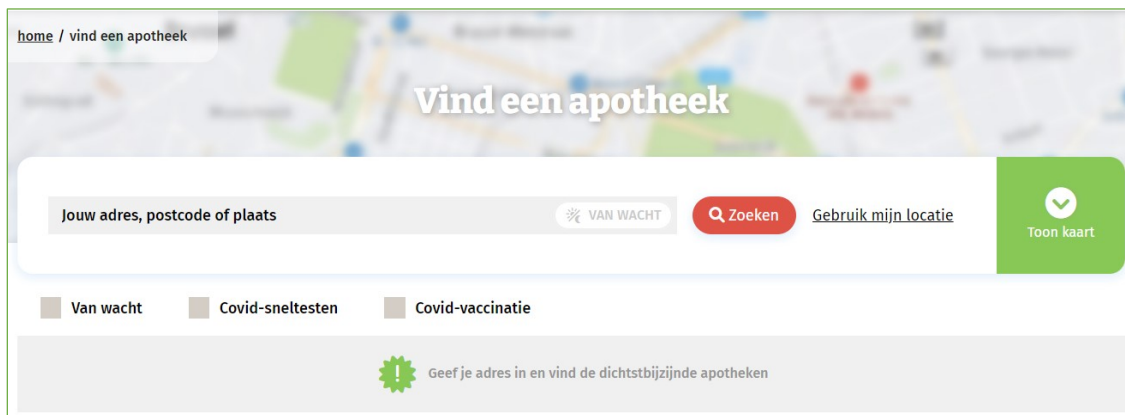 home / vind een apotheek
Vind een apotheek
Jouw adres, postcode of plaats
VAN WACHT
Zoeken
Gebruik mijn locatie
Toon kaart
Van wacht
Covid-sneltesten
Covid-vaccinatie
Geef je adres in en vind de dichtstbijzijnde apotheken